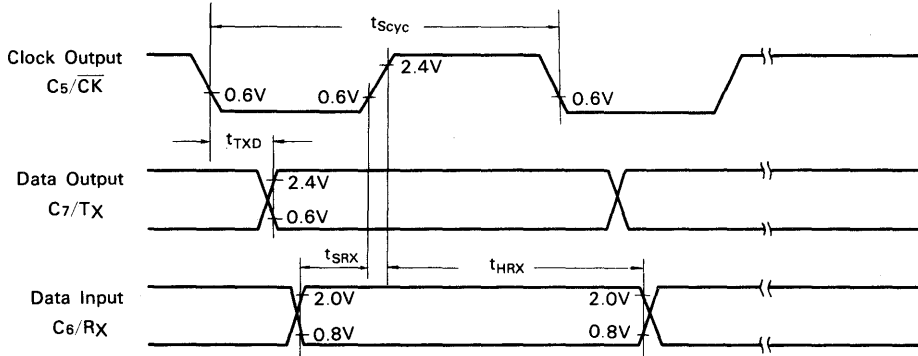 tScyc
Clock Output
C5/C̅K̅
0.6V
0.6V
2.4V
0.6V
tTXD
Data Output
C7/TX
2.4V
0.6V
tSRX
tHRX
Data Input
C6/RX
2.0V
0.8V
2.0V
0.8V